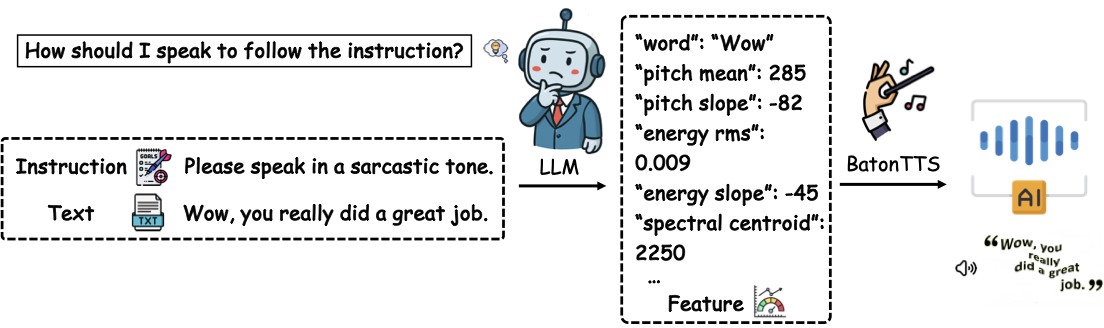 How should I speak to follow the instruction?
Instruction
GOALS
Please speak in a sarcastic tone.
Text
TXT
Wow, you really did a great job.
LLM
“word”: “Wow”
“pitch mean”: 285
“pitch slope”: -82
“energy rms”:
0.009
“energy slope”: -45
“spectral centroid”:
2250
...
Feature
BatonTTS
AI
“Wow, you
really
did a great
job.”